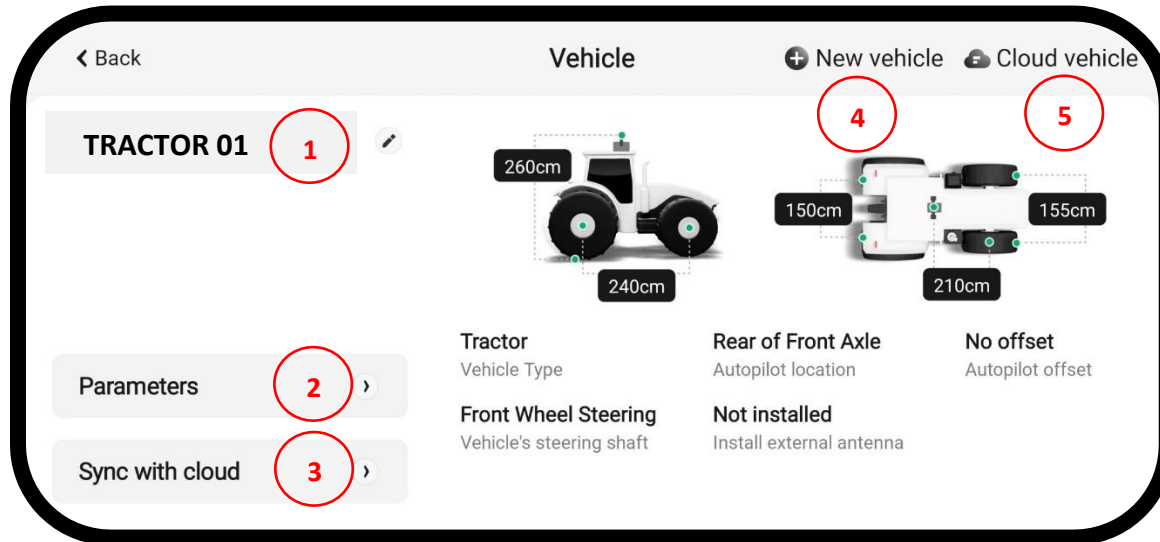 Back
Vehicle
New vehicle
Cloud vehicle
TRACTOR 01
1
4
5
260cm
240cm
150cm
155cm
210cm
Tractor
Vehicle Type
Rear of Front Axle
Autopilot location
No offset
Autopilot offset
Parameters
2
Front Wheel Steering
Vehicle's steering shaft
Not installed
Install external antenna
Sync with cloud
3